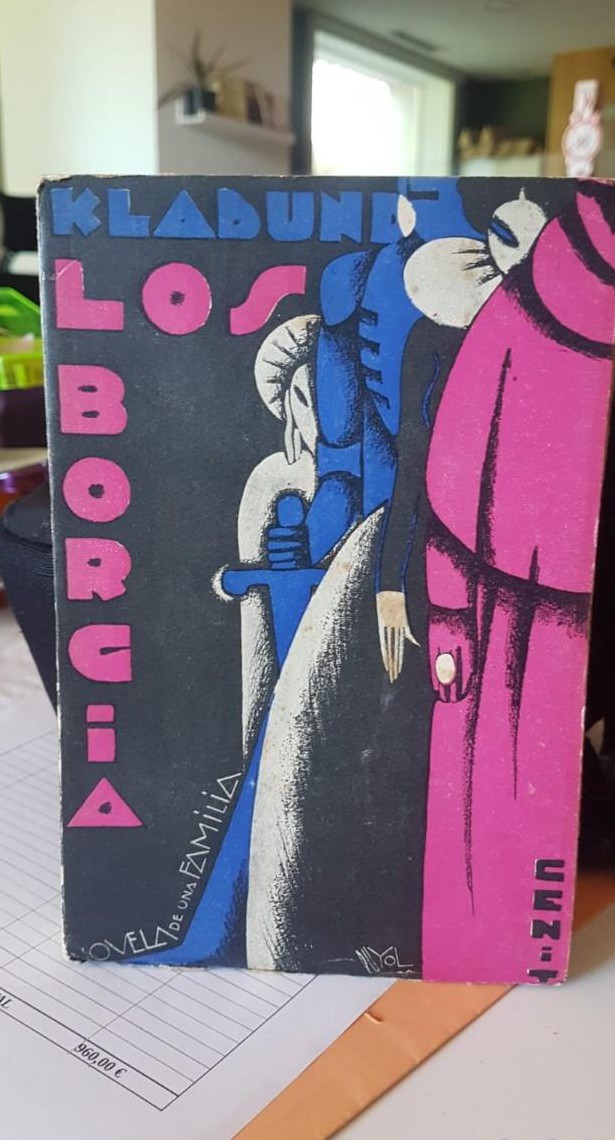 KLABUND
LOS
BORGiA
NOVELA DE UNA FAMiLiA
CENiT
960,00 €